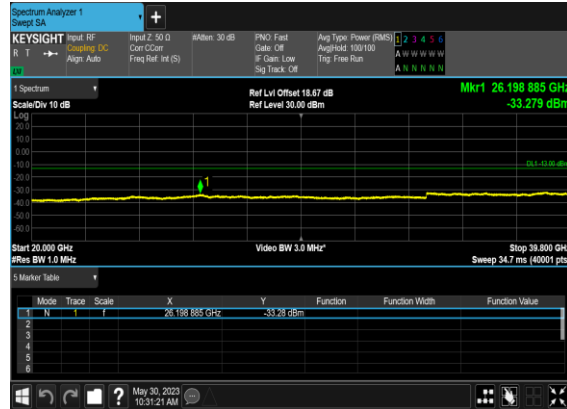 Spectrum Analyzer 1
Swept SA
+
KEYSIGHT Input: RF Input Z: 50 Ω #Atten: 30 dB PNO: Fast Avg Type: Power (RMS) 1 2 3 4 5 6
R T Coupling: DC Corr CCorr Gate: Off Avg|Hold: 100/100 A W W W W W
Align: Auto Freq Ref: Int (S) IF Gain: Low Trig: Free Run
Sig Track: Off A N N N N N
1 Spectrum Ref Lvl Offset 18.67 dB Mkr1 26.198 885 GHz
Scale/Div 10 dB Ref Level 30.00 dBm -33.279 dBm
Log
20.0
10.0
0.00
-10.0 DL1 -13.00 dBm
-20.0
-30.0 1
-40.0
-50.0
-60.0
Start 20.000 GHz Video BW 3.0 MHz* Stop 39.800 GHz
#Res BW 1.0 MHz Sweep 34.7 ms (40001 pts)
5 Marker Table
Mode Trace Scale X Y Function Function Width Function Value
1 N 1 f 26.198 885 GHz -33.28 dBm
2
3
4
5
6
? May 30, 2023
10:31:21 AM